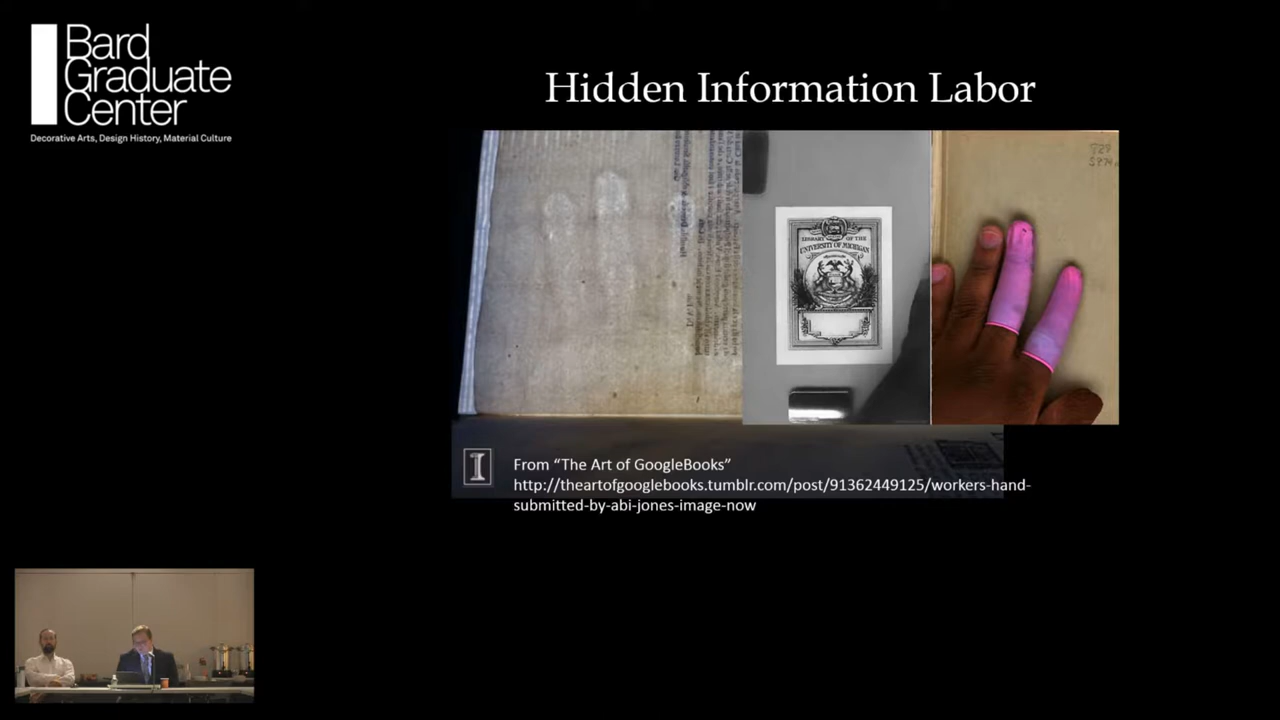 Bard
Graduate
Center
Decorative Arts, Design History, Material Culture
Hidden Information Labor
LIBRARY OF THE
UNIVERSITY OF MICHIGAN
I
From “The Art of GoogleBooks”
http://theartofgooglebooks.tumblr.com/post/91362449125/workers-hand-
submitted-by-abi-jones-image-now